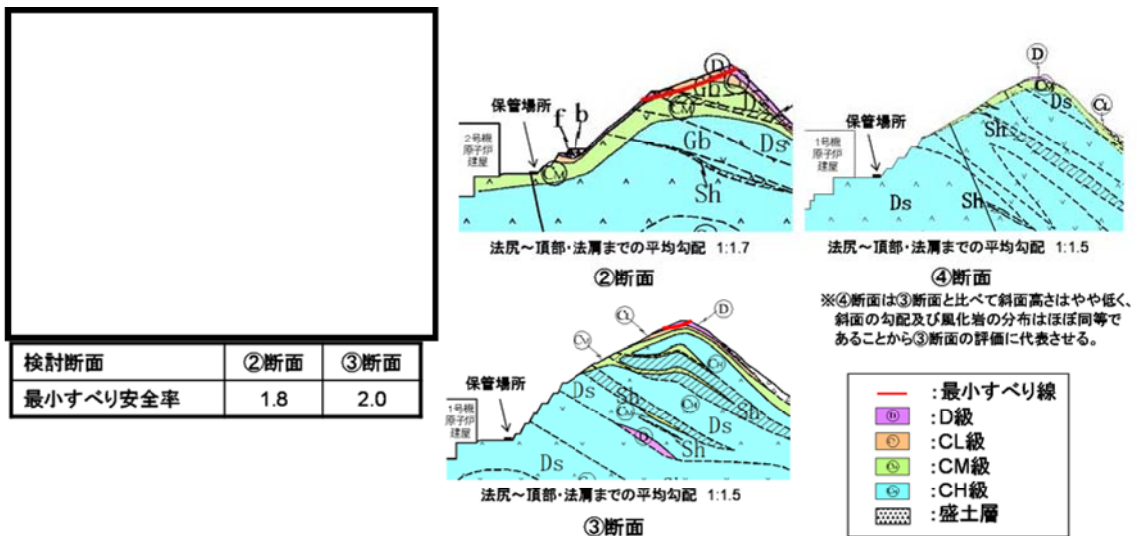 検討断面 ②断面 ③断面
最小すべり安全率 1.8 2.0
D
CL
保管場所
f b
Gb
CM
Ds
2号機
原子炉
建屋
CM
Gb
Ds
Sh
法尻~頂部・法肩までの平均勾配 1:1.7
②断面
D
CM
Ds
CL
保管場所
Sh
1号機
原子炉
建屋
Ds
Sh
法尻~頂部・法肩までの平均勾配 1:1.5
④断面
※④断面は③断面と比べて斜面高さはやや低く、
斜面の勾配及び風化岩の分布はほぼ同等で
あることから③断面の評価に代表させる。
CL
D
CM
CH
保管場所
Ds
Sh
Ds
1号機
原子炉
建屋
D
Sh
Ds
法尻~頂部・法肩までの平均勾配 1:1.5
③断面
:最小すべり線
D :D級
:CL級
:CM級
:CH級
:盛土層